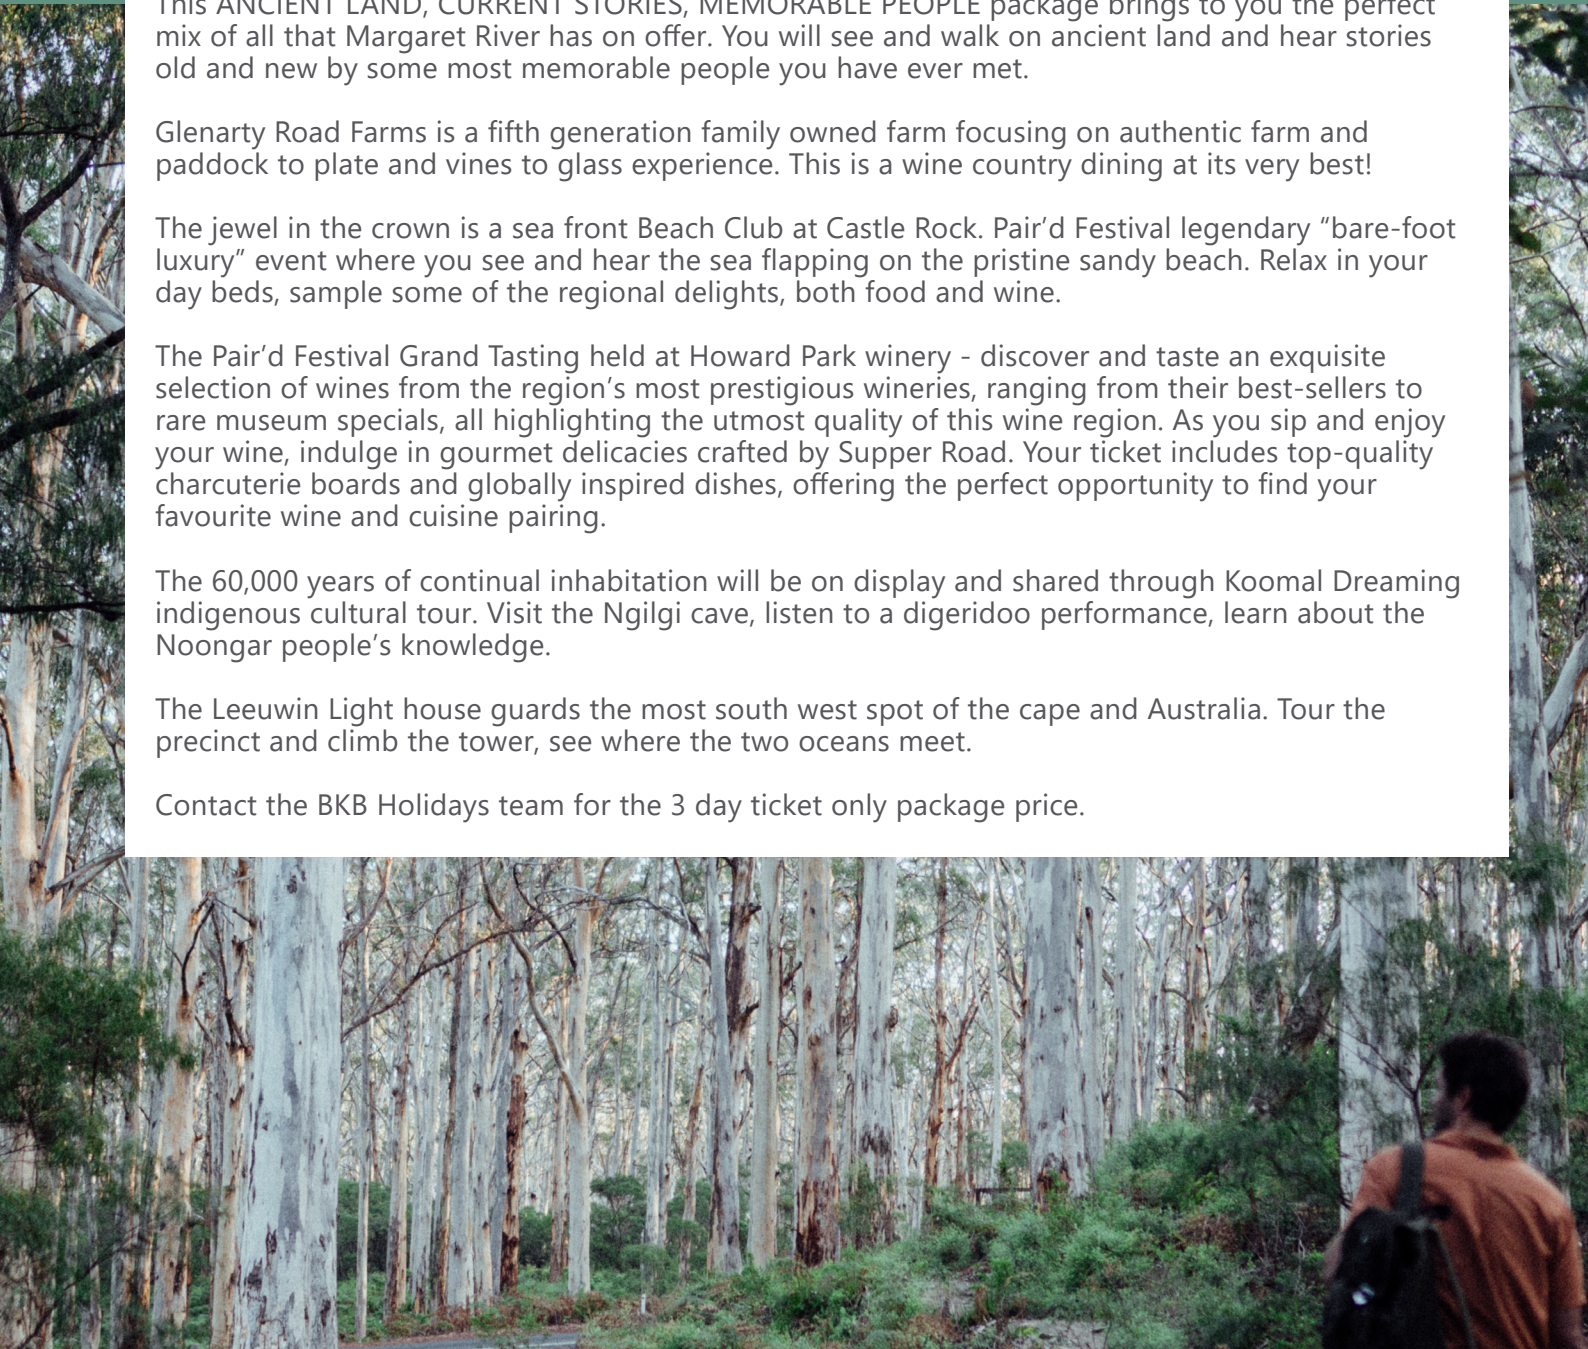 This ANCIENT LAND, CURRENT STORIES, MEMORABLE PEOPLE package brings to you the perfect
mix of all that Margaret River has on offer. You will see and walk on ancient land and hear stories
old and new by some most memorable people you have ever met.
Glenarty Road Farms is a fifth generation family owned farm focusing on authentic farm and
paddock to plate and vines to glass experience. This is a wine country dining at its very best!
The jewel in the crown is a sea front Beach Club at Castle Rock. Pair’d Festival legendary “bare-foot
luxury” event where you see and hear the sea flapping on the pristine sandy beach. Relax in your
day beds, sample some of the regional delights, both food and wine.
The Pair’d Festival Grand Tasting held at Howard Park winery - discover and taste an exquisite
selection of wines from the region’s most prestigious wineries, ranging from their best-sellers to
rare museum specials, all highlighting the utmost quality of this wine region. As you sip and enjoy
your wine, indulge in gourmet delicacies crafted by Supper Road. Your ticket includes top-quality
charcuterie boards and globally inspired dishes, offering the perfect opportunity to find your
favourite wine and cuisine pairing.
The 60,000 years of continual inhabitation will be on display and shared through Koomal Dreaming
indigenous cultural tour. Visit the Ngilgi cave, listen to a digeridoo performance, learn about the
Noongar people’s knowledge.
The Leeuwin Light house guards the most south west spot of the cape and Australia. Tour the
precinct and climb the tower, see where the two oceans meet.
Contact the BKB Holidays team for the 3 day ticket only package price.